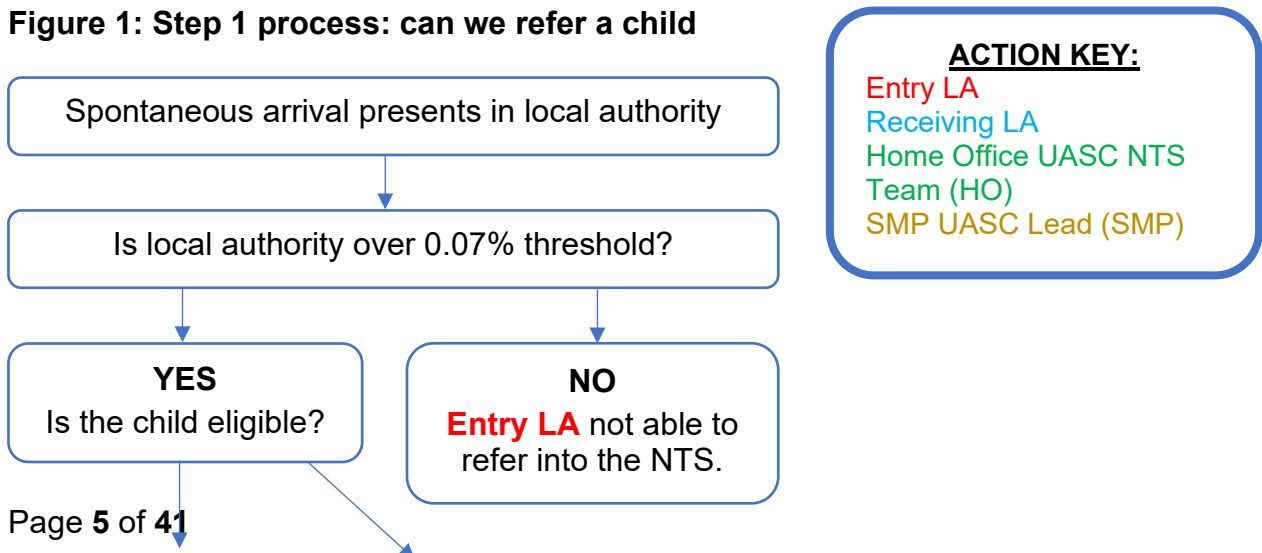 Figure 1: Step 1 process: can we refer a child
ACTION KEY:
Entry LA
Receiving LA
Home Office UASC NTS
Team (HO)
SMP UASC Lead (SMP)
Spontaneous arrival presents in local authority
Is local authority over 0.07% threshold?
YES
Is the child eligible?
NO
Entry LA not able to
refer into the NTS.
Page 5 of 41